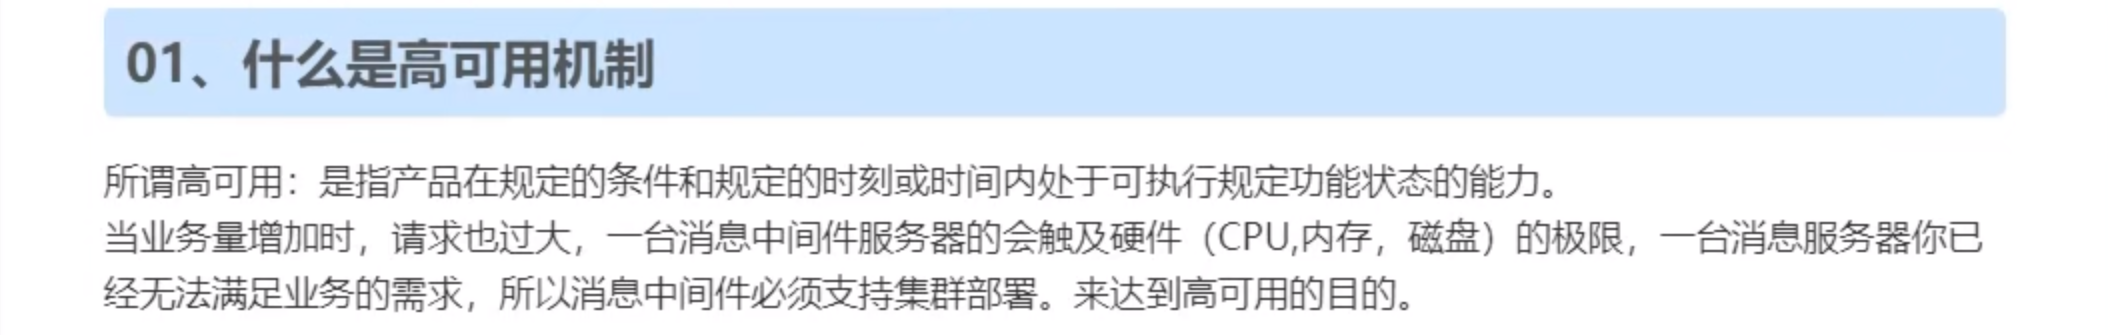 01、什么是高可用机制
所谓高可用：是指产品在规定的条件和规定的时刻或时间内处于可执行规定功能状态的能力。
当业务量增加时，请求也过大，一台消息中间件服务器的会触及硬件（CPU,内存，磁盘）的极限，一台消息服务器你已
经无法满足业务的需求，所以消息中间件必须支持集群部署。来达到高可用的目的。